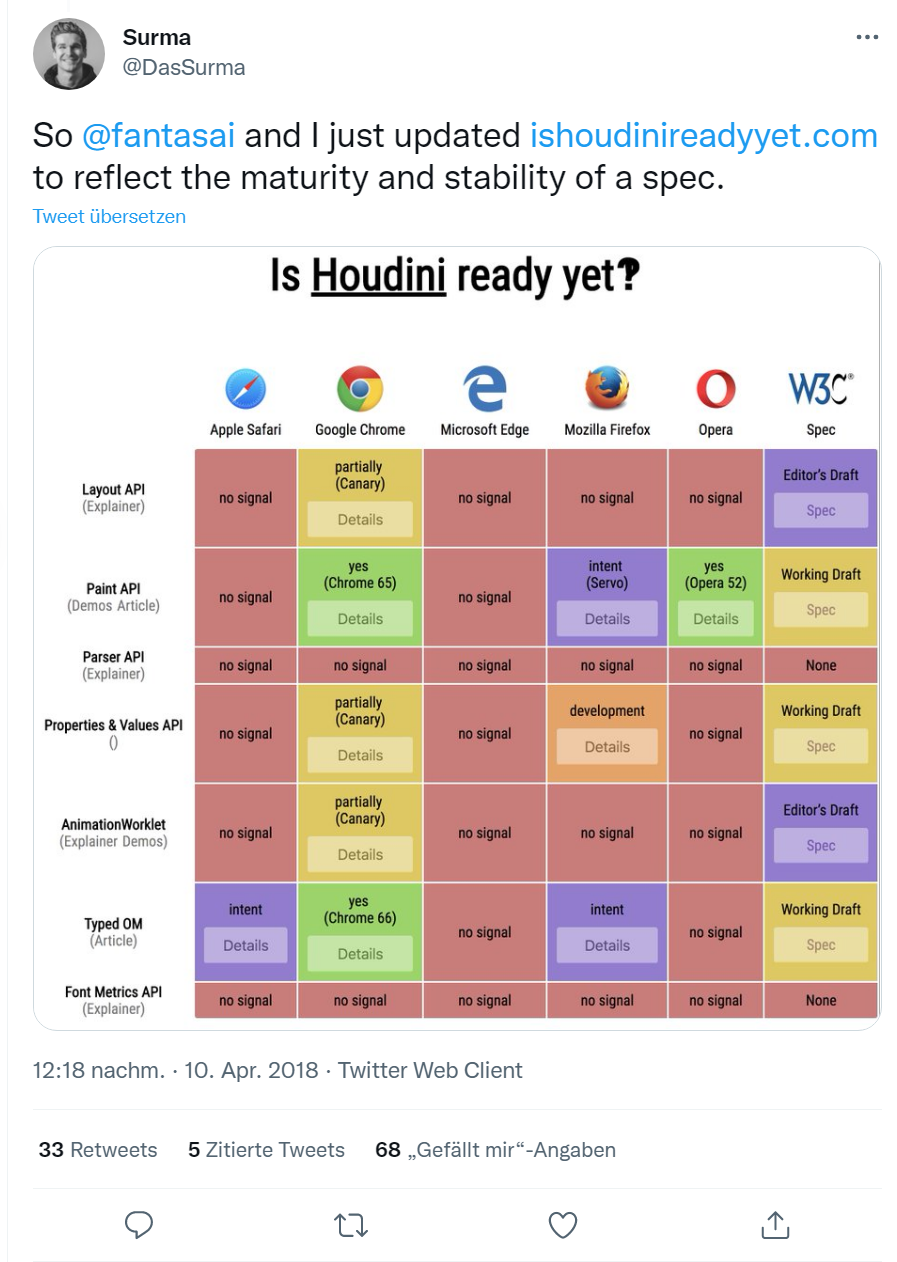 Surma
@DasSurma
So @fantasai and I just updated ishoudinireadyyet.com
to reflect the maturity and stability of a spec.
Tweet übersetzen
Is Houdini ready yet‽
W3C®
Apple Safari Google Chrome Microsoft Edge Mozilla Firefox Opera Spec
Layout API
(Explainer)
no signal
partially
(Canary)
Details
no signal
no signal
no signal
Editor's Draft
Spec
Paint API
(Demos Article)
no signal
yes
(Chrome 65)
Details
no signal
intent
(Servo)
Details
yes
(Opera 52)
Details
Working Draft
Spec
Parser API
(Explainer)
no signal
no signal
no signal
no signal
no signal
None
Properties & Values API
()
no signal
partially
(Canary)
Details
no signal
development
Details
no signal
Working Draft
Spec
AnimationWorklet
(Explainer Demos)
no signal
partially
(Canary)
Details
no signal
no signal
no signal
Editor's Draft
Spec
Typed OM
(Article)
intent
Details
yes
(Chrome 66)
Details
no signal
intent
Details
no signal
Working Draft
Spec
Font Metrics API
(Explainer)
no signal
no signal
no signal
no signal
no signal
None
12:18 nachm. · 10. Apr. 2018 · Twitter Web Client
33 Retweets 5 Zitierte Tweets 68 „Gefällt mir“-Angaben